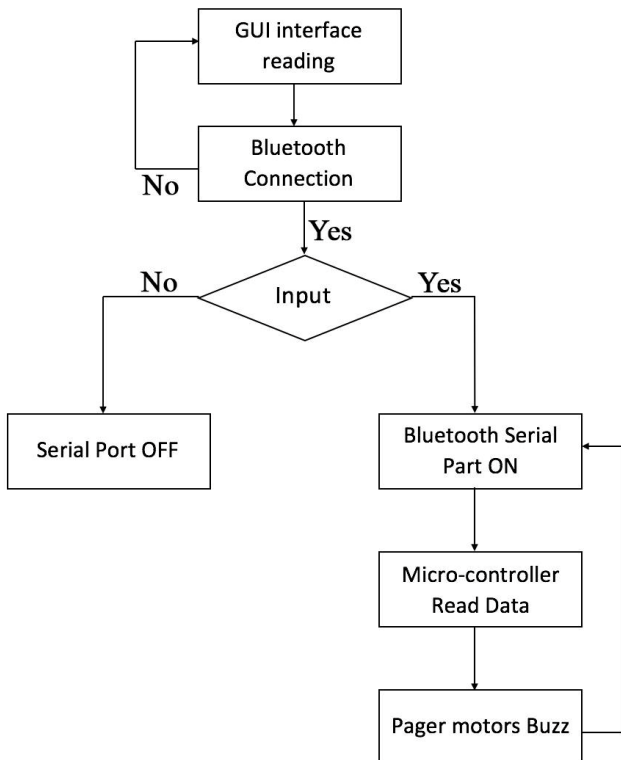 GUI interface
reading
Bluetooth
Connection
No
Yes
No
Input
Yes
Serial Port OFF
Bluetooth Serial
Part ON
Micro-controller
Read Data
Pager motors Buzz